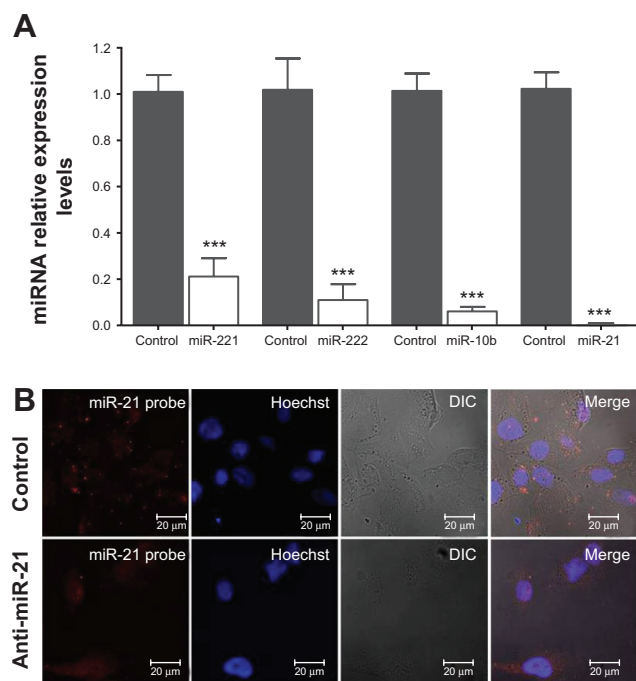 A
miRNA relative expression
levels
1.2
1.0
0.8
0.6
0.4
0.2
0.0
***
***
***
***
Control miR-221 Control miR-222 Control miR-10b Control miR-21
B
Control
miR-21 probe Hoechst DIC Merge
20 µm 20 µm 20 µm 20 µm
Anti-miR-21
miR-21 probe Hoechst DIC Merge
20 µm 20 µm 20 µm 20 µm